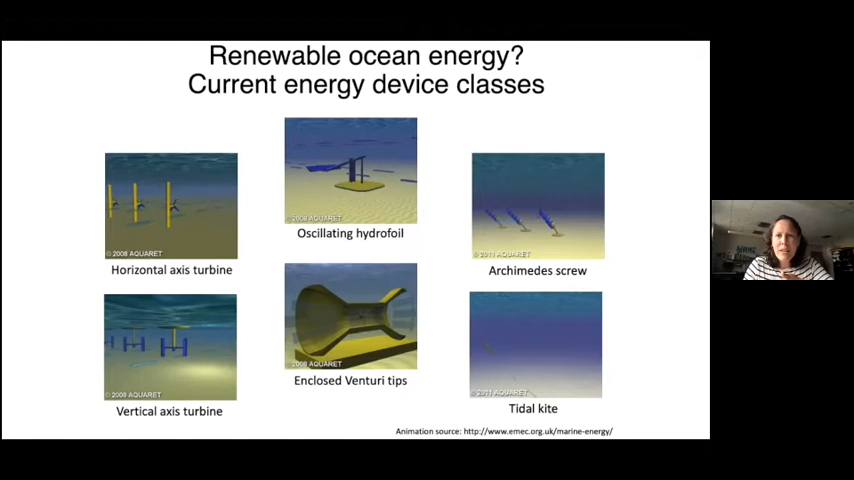 Renewable ocean energy?
Current energy device classes
© 2008 AQUARET
Horizontal axis turbine
© 2008 AQUARET
Oscillating hydrofoil
© 2011 AQUARET
Archimedes screw
© 2008 AQUARET
Vertical axis turbine
2008 AQUARET
Enclosed Venturi tips
© 2011 AQUARET
Tidal kite
Animation source: http://www.emec.org.uk/marine-energy/